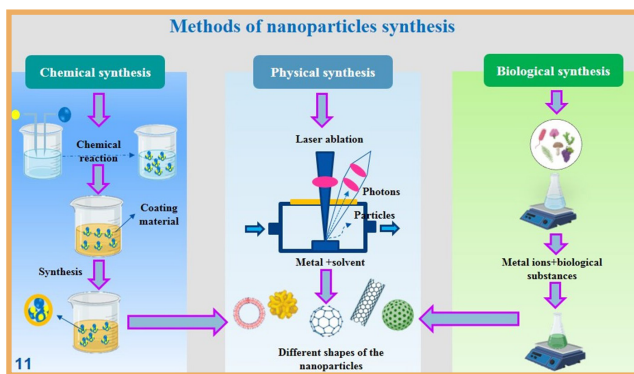 Methods of nanoparticles synthesis
Chemical synthesis
Chemical
reaction
Coating
material
Synthesis
Physical synthesis
Laser ablation
Photons
Particles
Metal +solvent
Different shapes of the
nanoparticles
Biological synthesis
Metal ions+biological
substances
11